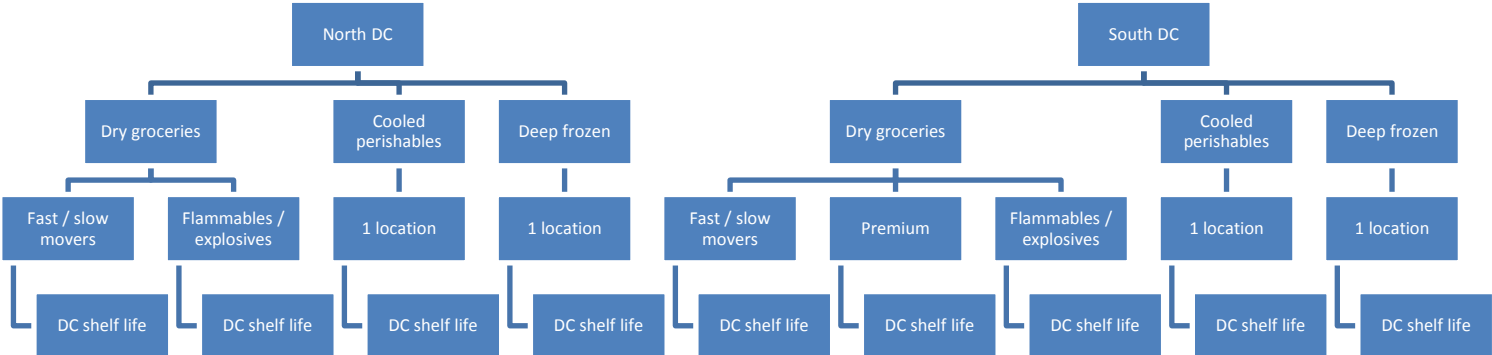 North DC
South DC
Dry groceries
Cooled
perishables
Deep frozen
Dry groceries
Cooled
perishables
Deep frozen
Fast / slow
movers
Flammables /
explosives
1 location
1 location
Fast / slow
movers
Premium
Flammables /
explosives
1 location
1 location
DC shelf life
DC shelf life
DC shelf life
DC shelf life
DC shelf life
DC shelf life
DC shelf life
DC shelf life
DC shelf life